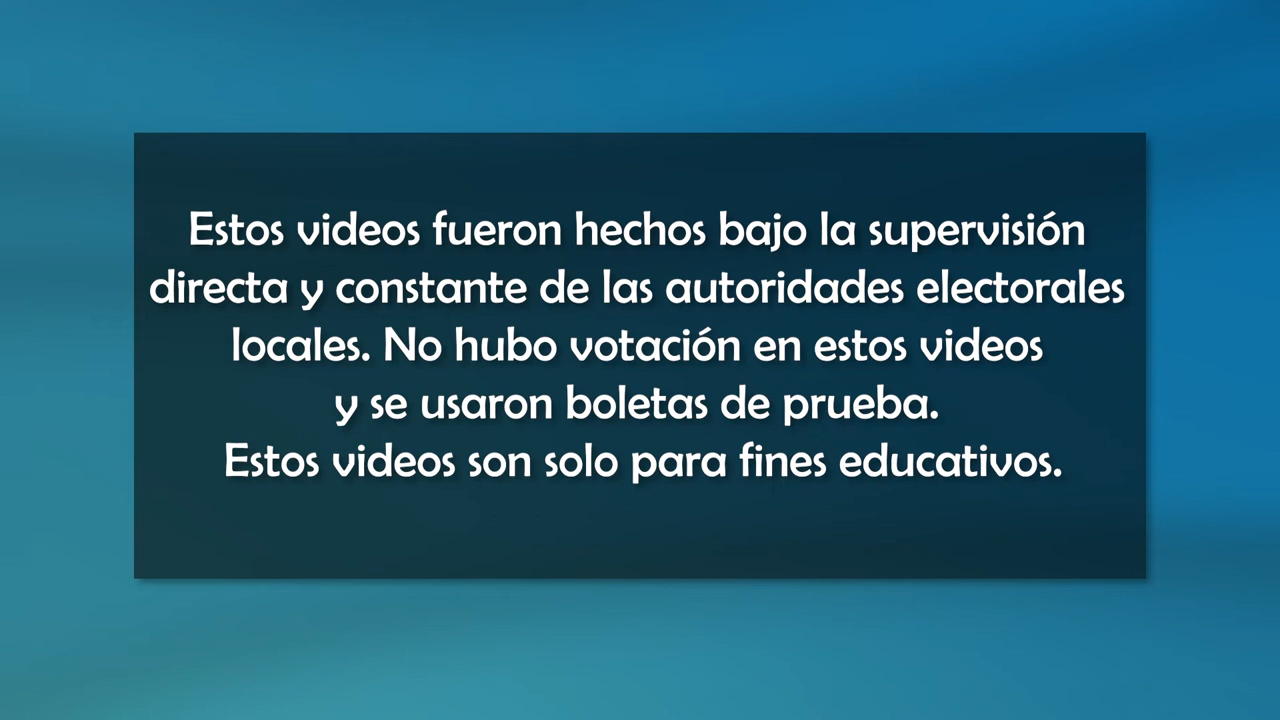 Estos videos fueron hechos bajo la supervisión
directa y constante de las autoridades electorales
locales. No hubo votación en estos videos
y se usaron boletas de prueba.
Estos videos son solo para fines educativos.